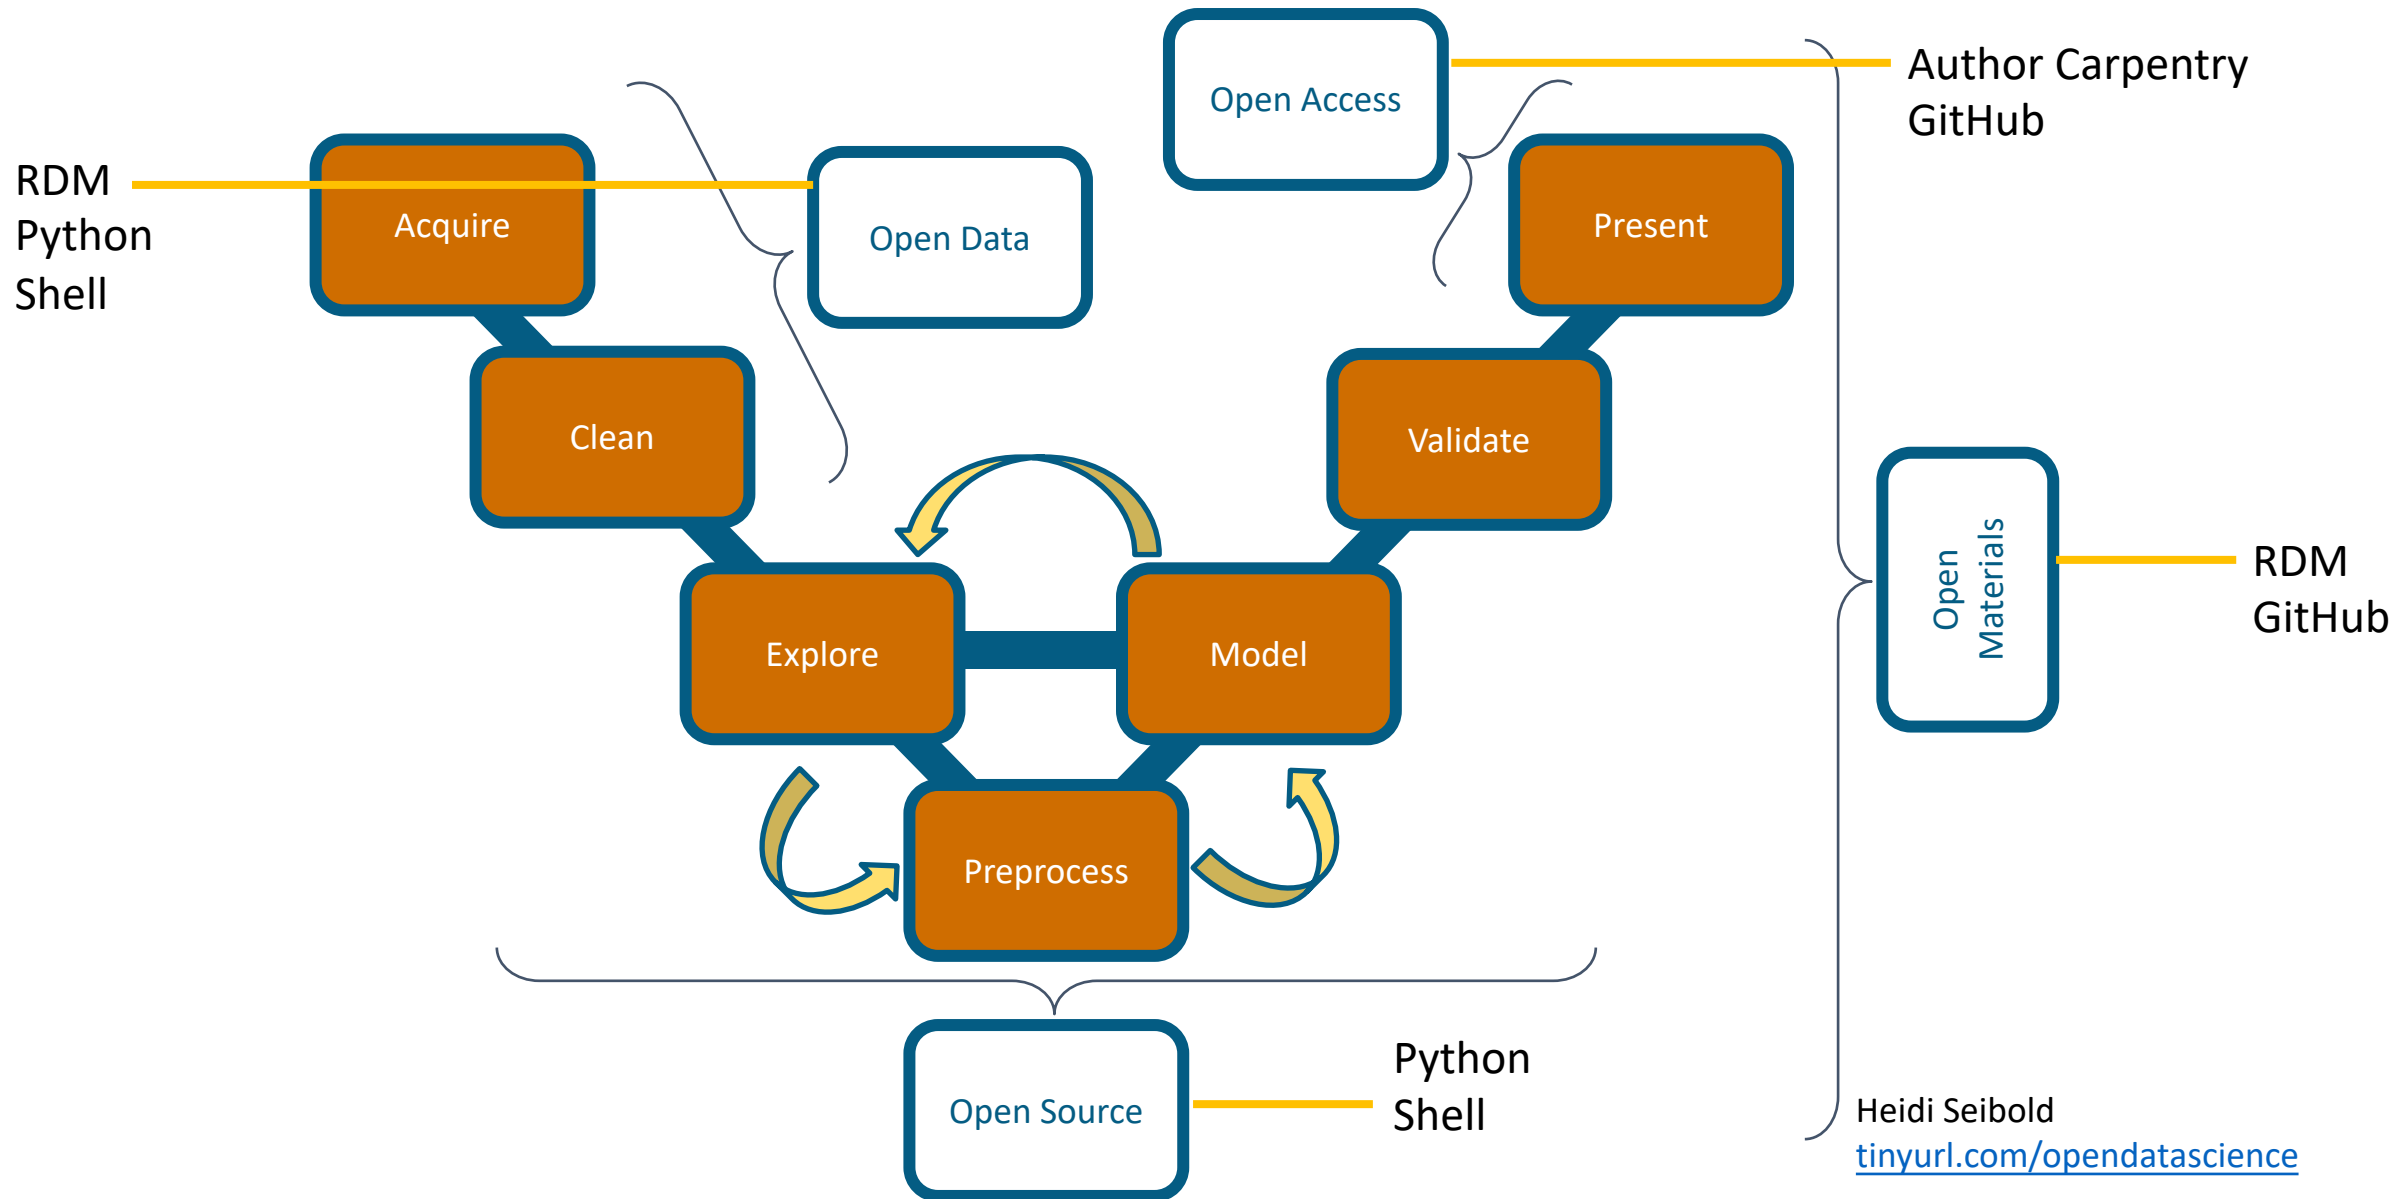 Open Access
Author Carpentry
GitHub
RDM
Python
Shell
Acquire
Open Data
Present
Clean
Validate
Explore
Model
Open
Materials
RDM
GitHub
Preprocess
Open Source
Python
Shell
Heidi Seibold
tinyurl.com/opendatascience